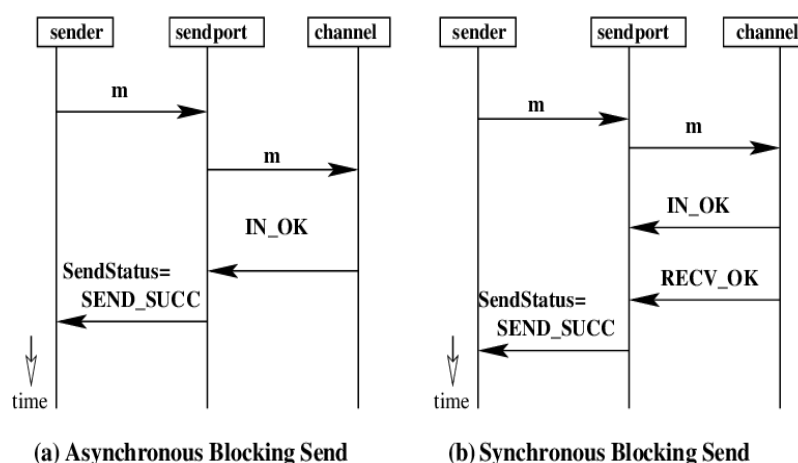 sender sendport channel
m
m
IN_OK
SendStatus=
SEND_SUCC
time
(a) Asynchronous Blocking Send
sender sendport channel
m
m
IN_OK
RECV_OK
SendStatus=
SEND_SUCC
time
(b) Synchronous Blocking Send